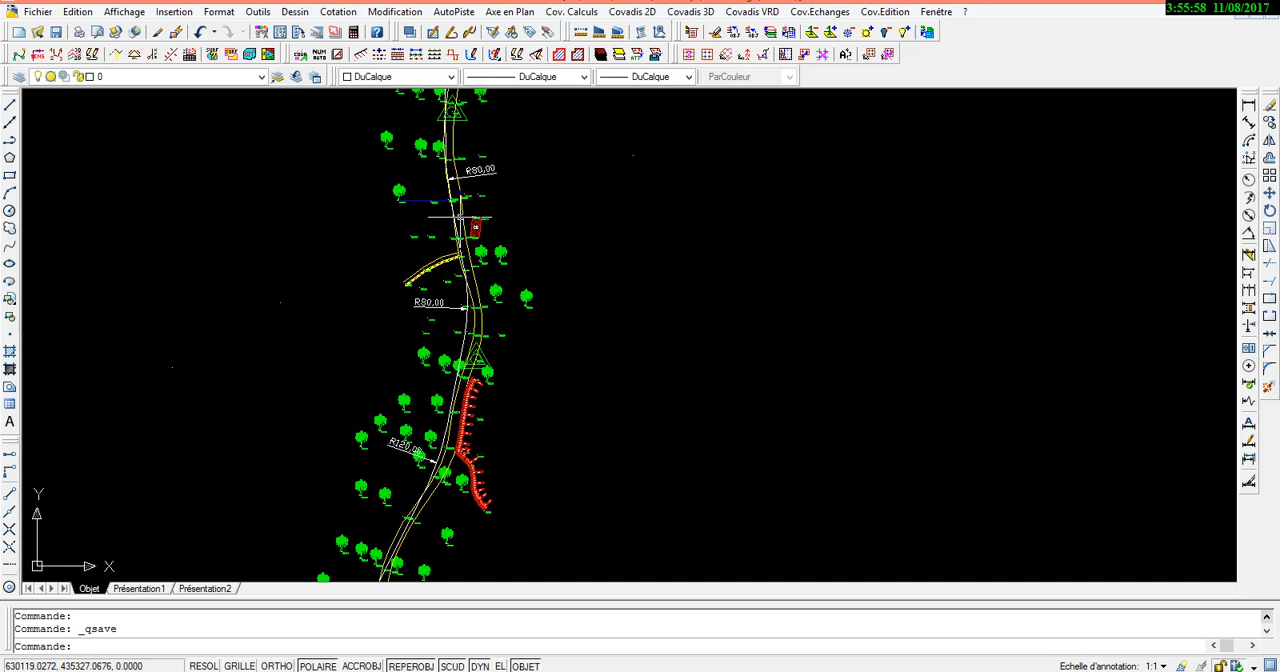 3:55:58 11/08/2017
Fichier Edition Affichage Insertion Format Outils Dessin Cotation Modification AutoPiste Axe en Plan Cov. Calculs Covadis 2D Covadis 3D Covadis VRD Cov.Echanges Cov.Edition Fenêtre ?
0 DuCalque DuCalque DuCalque ParCouleur
R80,00
R80,00
R120,00
Y
X
Objet Présentation1 Présentation2
Commande:
Commande: _qsave
Commande:
630119.0272, 435327.0676, 0.0000 RESOL GRILLE ORTHO POLAIRE ACCROBJ REPEROBJ SCUD DYN EL OBJET Echelle d'annotation: 1:1